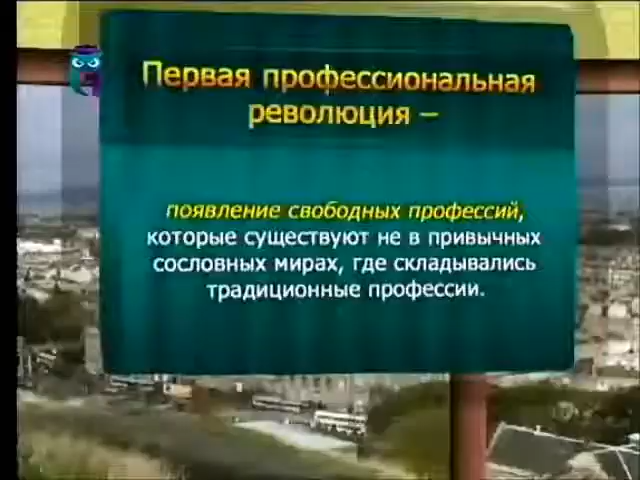 Первая профессиональная
революция –
появление свободных профессий,
которые существуют не в привычных
сословных мирах, где складывались
традиционные профессии.